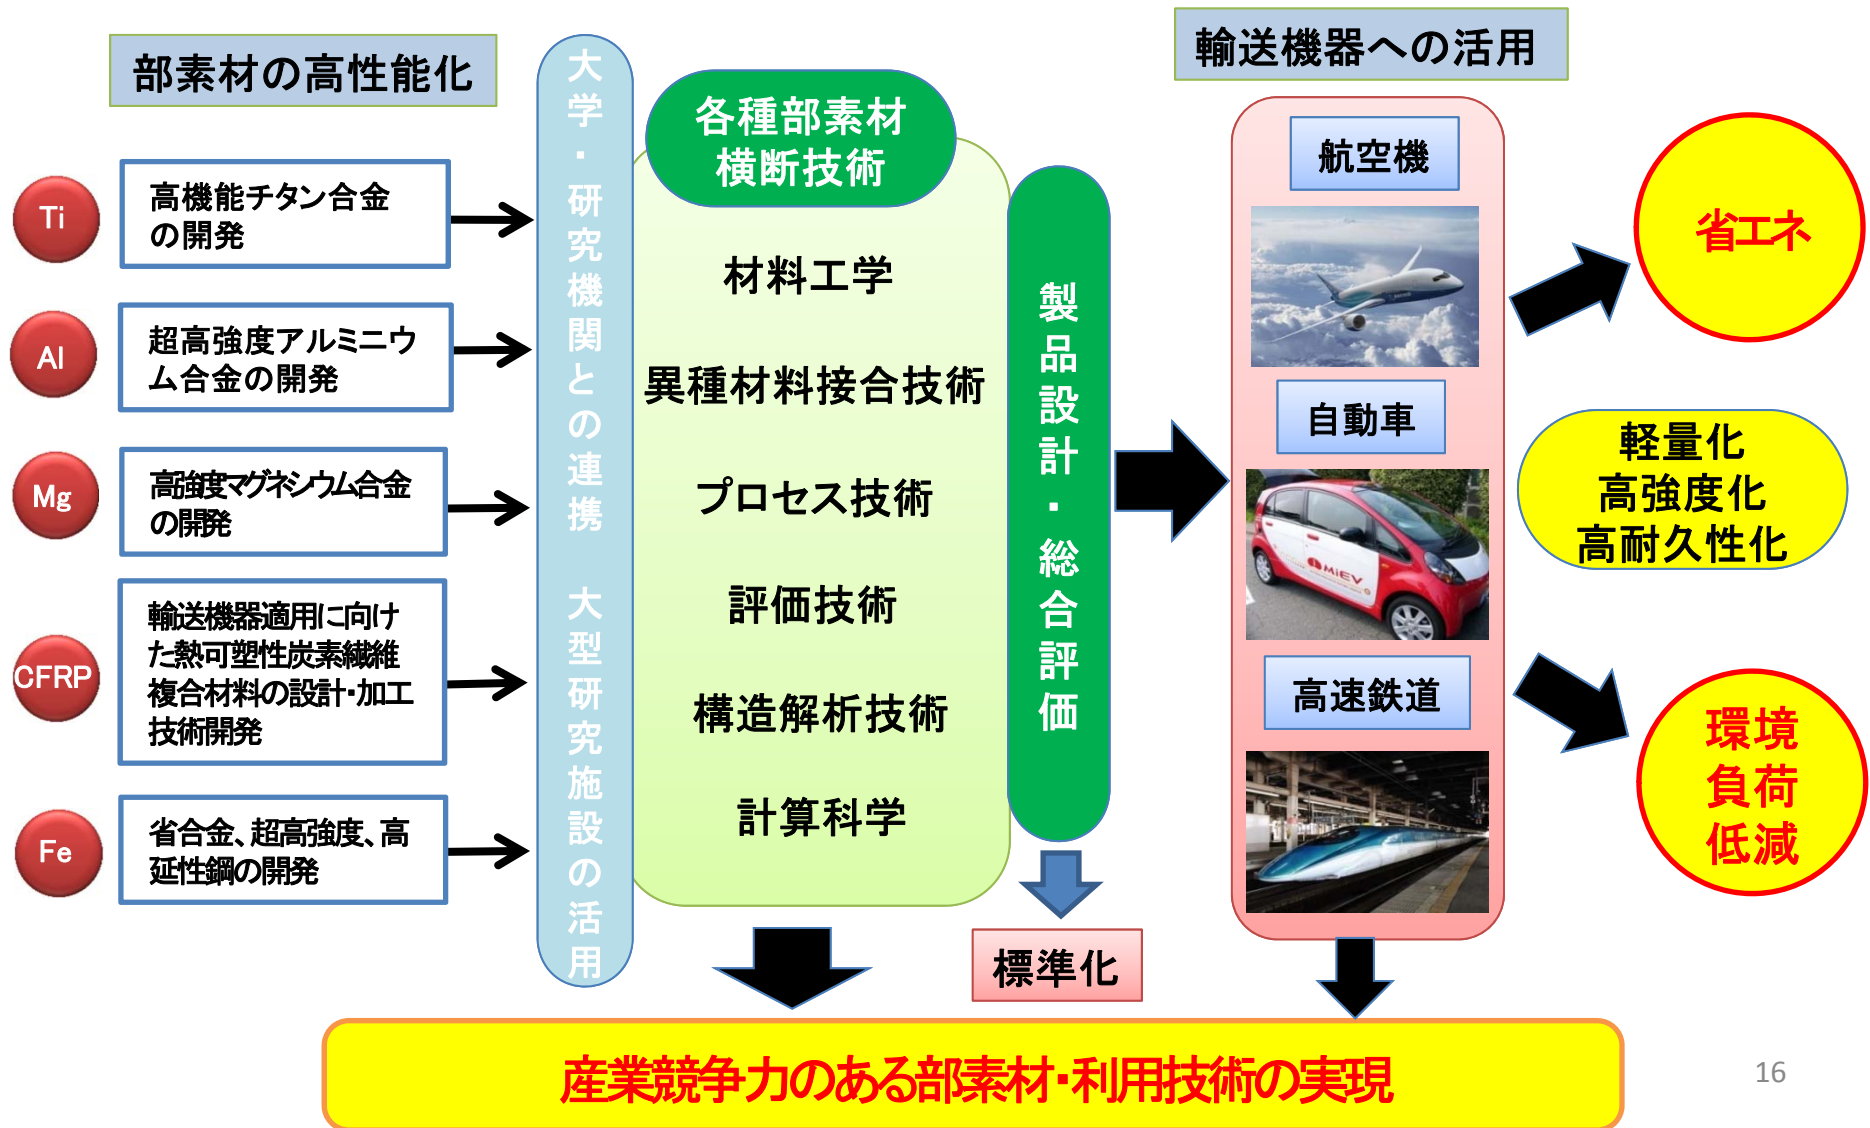 部素材の高性能化
Ti
高機能チタン合金
の開発
Al
超高強度アルミニウ
ム合金の開発
Mg
高強度マグネシウム合金
の開発
CFRP
輸送機器適用に向け
た熱可塑性炭素繊維
複合材料の設計・加工
技術開発
Fe
省合金、超高強度、高
延性鋼の開発
大学・研究機関との連携　大型研究施設の活用
各種部素材
横断技術
材料工学
異種材料接合技術
プロセス技術
評価技術
構造解析技術
計算科学
製品設計・総合評価
標準化
輸送機器への活用
航空機
自動車
MiEV
高速鉄道
省エネ
軽量化
高強度化
高耐久性化
環境
負荷
低減
産業競争力のある部素材・利用技術の実現
16